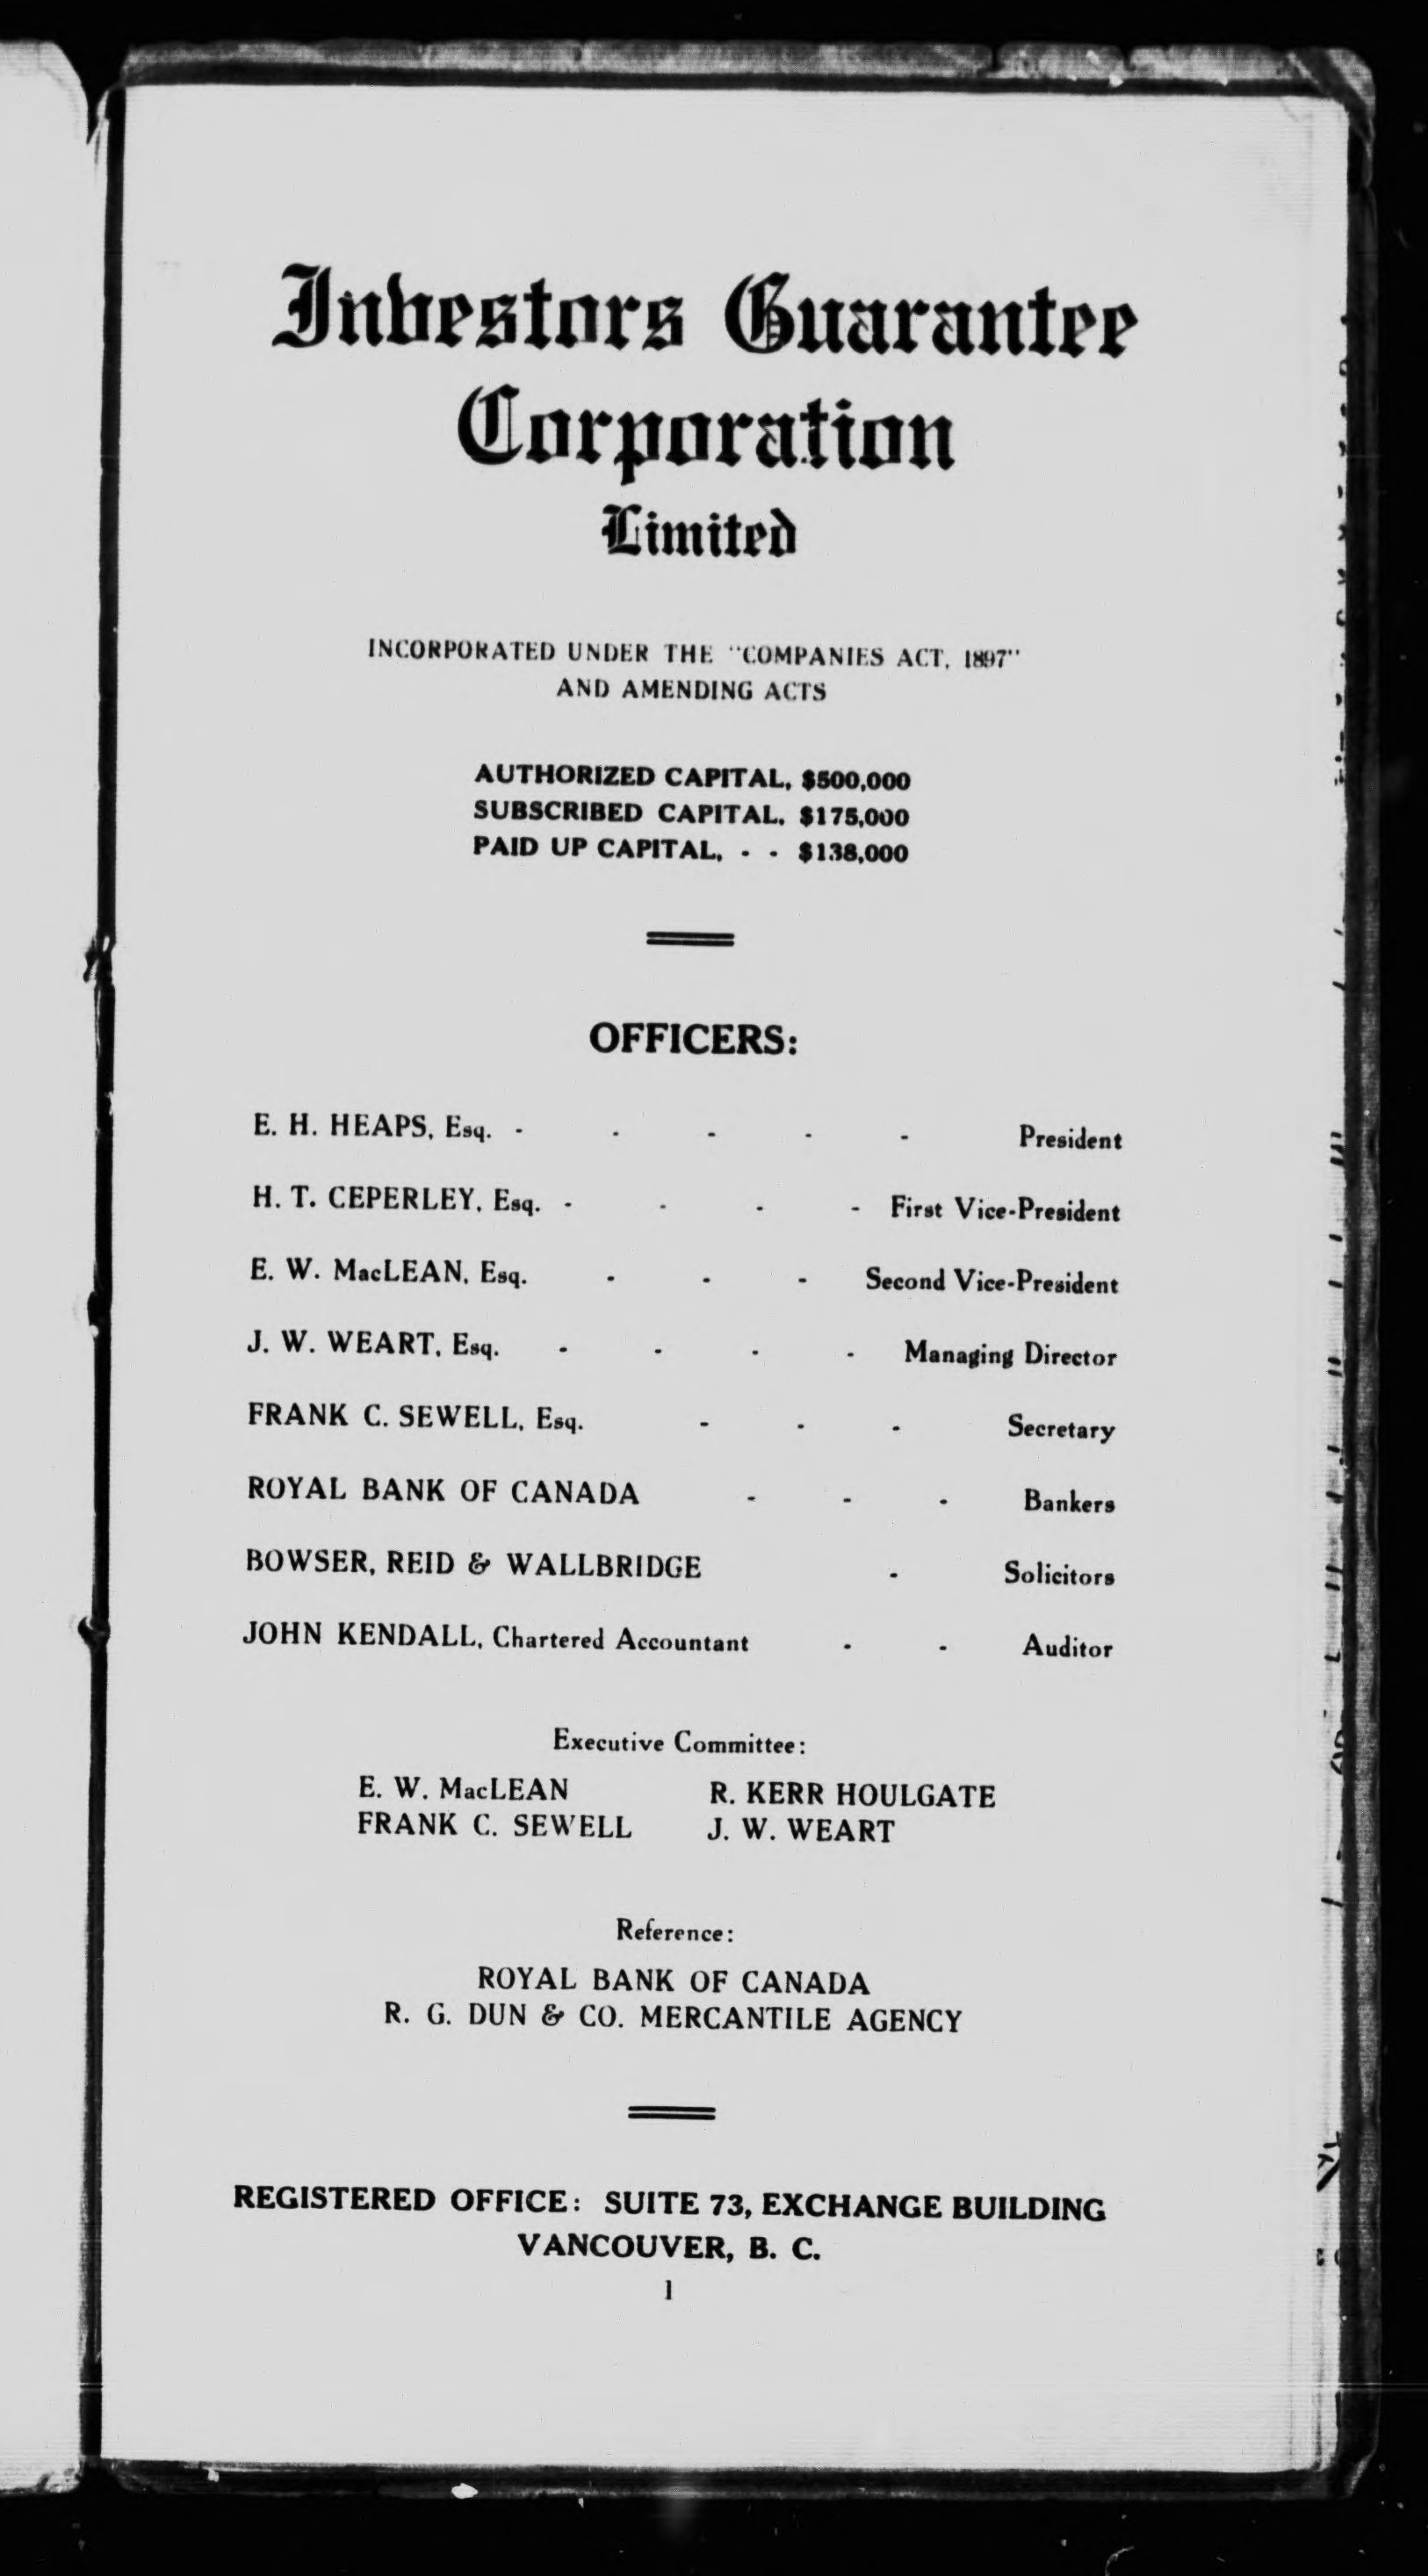 Investors Guarantee
Corporation
Limited
INCORPORATED UNDER THE "COMPANIES ACT, 1897"
AND AMENDING ACTS
AUTHORIZED CAPITAL, $500,000
SUBSCRIBED CAPITAL, $175,000
PAID UP CAPITAL, - - $138,000
OFFICERS:
E. H. HEAPS, Esq. - - - - - President
H. T. CEPERLEY, Esq. - - - - First Vice-President
E. W. MacLEAN, Esq. - - - Second Vice-President
J. W. WEART, Esq. - - - - Managing Director
FRANK C. SEWELL, Esq. - - - Secretary
ROYAL BANK OF CANADA - - - Bankers
BOWSER, REID & WALLBRIDGE - Solicitors
JOHN KENDALL, Chartered Accountant - - Auditor
Executive Committee:
E. W. MacLEAN R. KERR HOULGATE
FRANK C. SEWELL J. W. WEART
Reference:
ROYAL BANK OF CANADA
R. G. DUN & CO. MERCANTILE AGENCY
REGISTERED OFFICE: SUITE 73, EXCHANGE BUILDING
VANCOUVER, B. C.
1